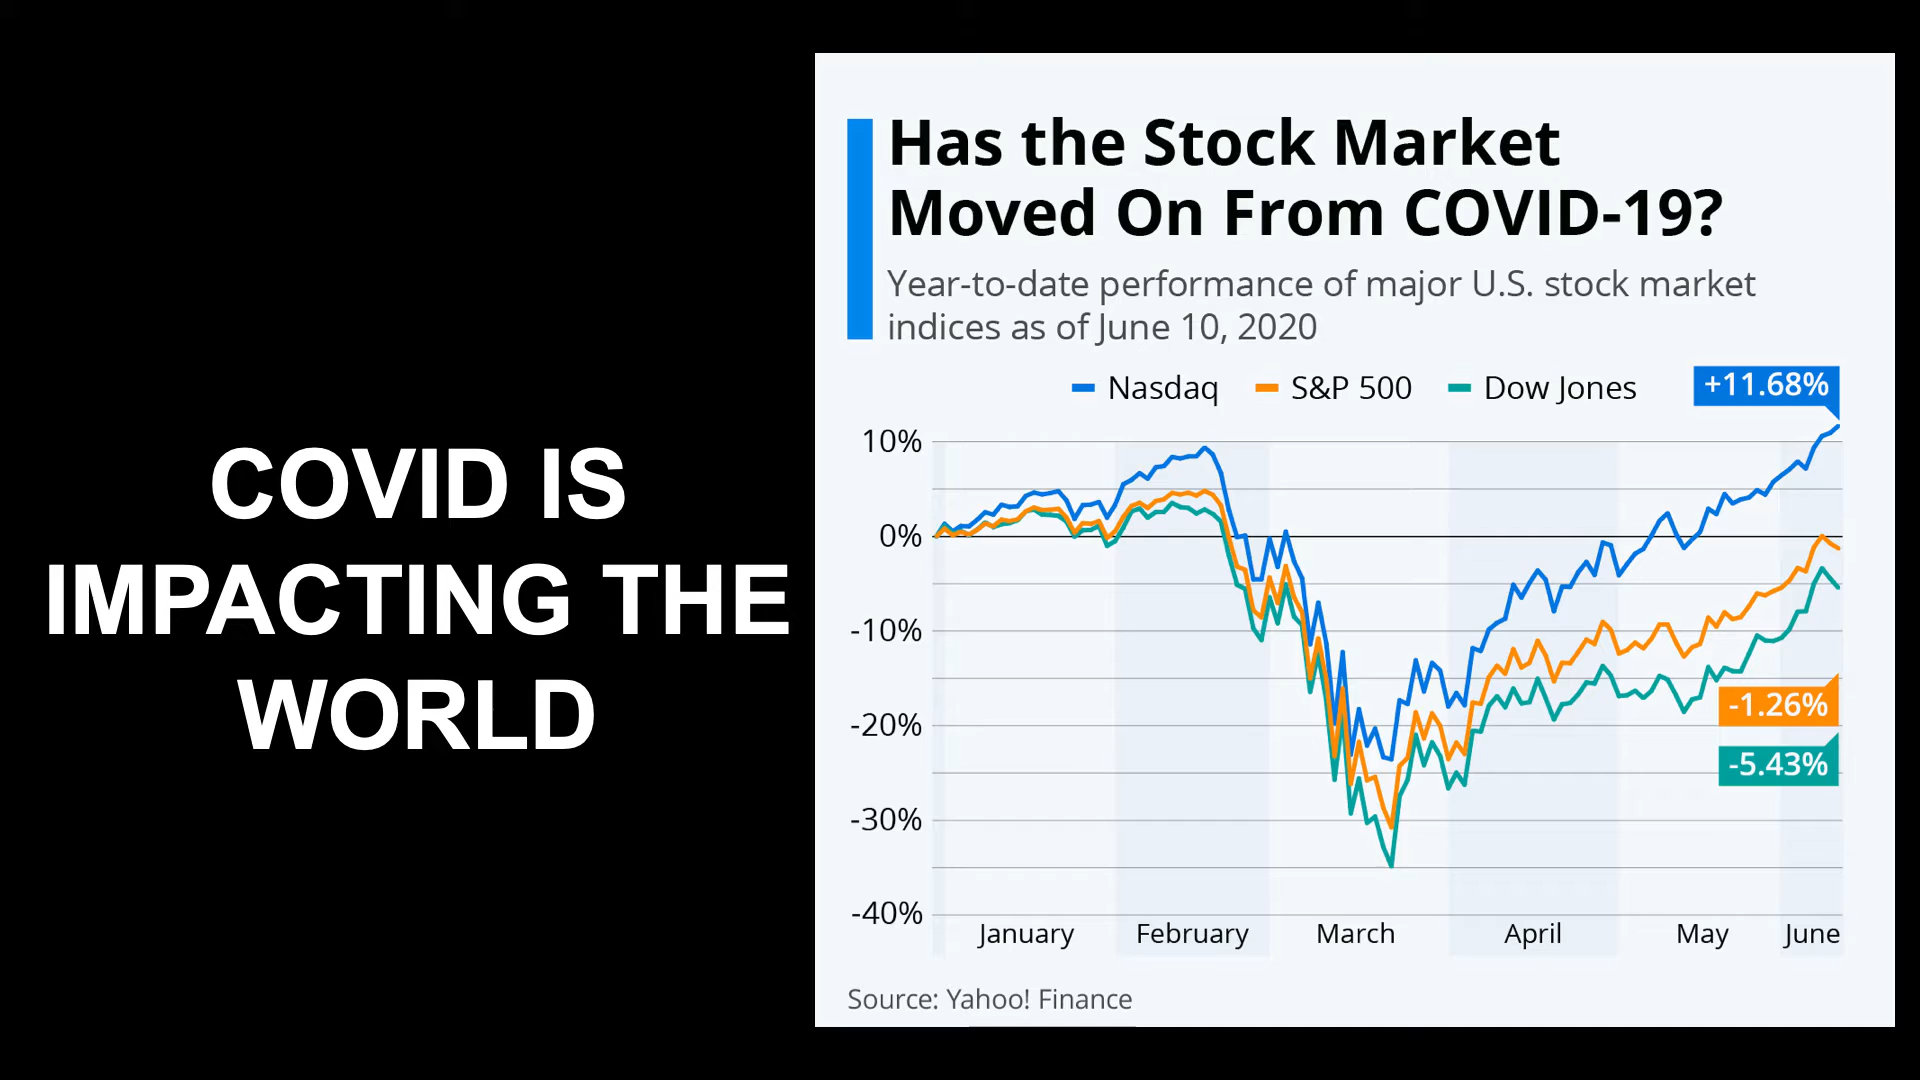 COVID IS
IMPACTING THE
WORLD
Has the Stock Market
Moved On From COVID-19?
Year-to-date performance of major U.S. stock market
indices as of June 10, 2020
Nasdaq S&P 500 Dow Jones
+11.68%
10%
0%
-10%
-20%
-30%
-40%
-1.26%
-5.43%
January February March April May June
Source: Yahoo! Finance